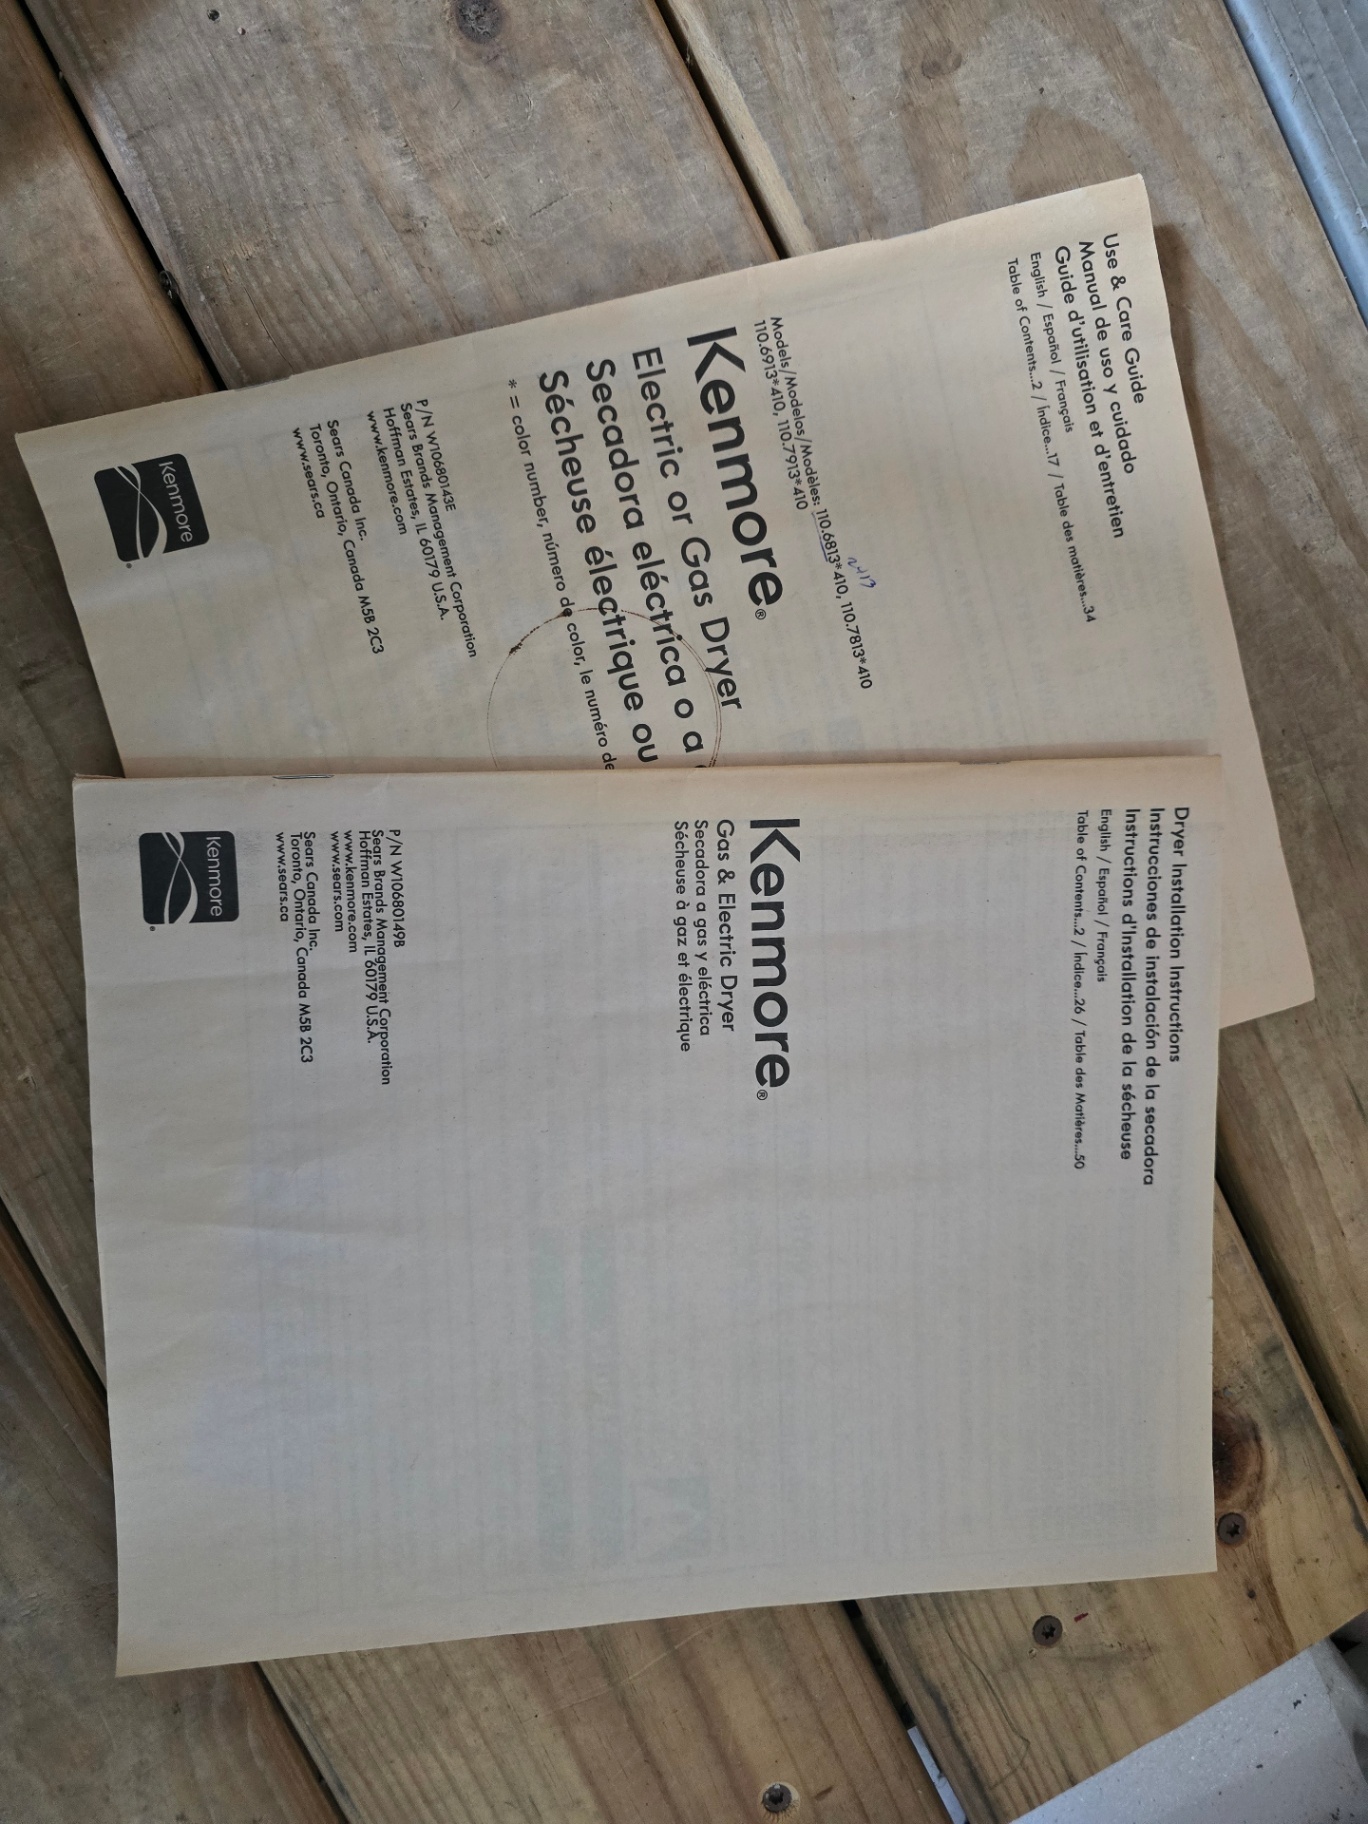 Use & Care Guide
Manual de uso y cuidado
Guide d'utilisation et d'entretien
English / Español / Français
Table of Contents...2 / Índice...17 / Table des matières...34
Models/Modelos/Modèles: 110.6813*410, 110.7813*410
110.6913*410, 110.7913*410
Kenmore®
Electric or Gas Dryer
Secadora eléctrica o a
Sécheuse électrique ou
* = color number, número de color, le numéro de
P/N W10680143E
Sears Brands Management Corporation
Hoffman Estates, IL 60179 U.S.A.
www.kenmore.com
Sears Canada Inc.
Toronto, Ontario, Canada M5B 2C3
www.sears.ca
Kenmore®
Dryer Installation Instructions
Instrucciones de instalación de la secadora
Instructions d'Installation de la sécheuse
English / Español / Français
Table of Contents...2 / Índice...26 / Table des Matières...50
Kenmore®
Gas & Electric Dryer
Secadora a gas y eléctrica
Sécheuse à gaz et électrique
P/N W10680149B
Sears Brands Management Corporation
Hoffman Estates, IL 60179 U.S.A.
www.kenmore.com
www.sears.com
Sears Canada Inc.
Toronto, Ontario, Canada M5B 2C3
www.sears.ca
Kenmore®